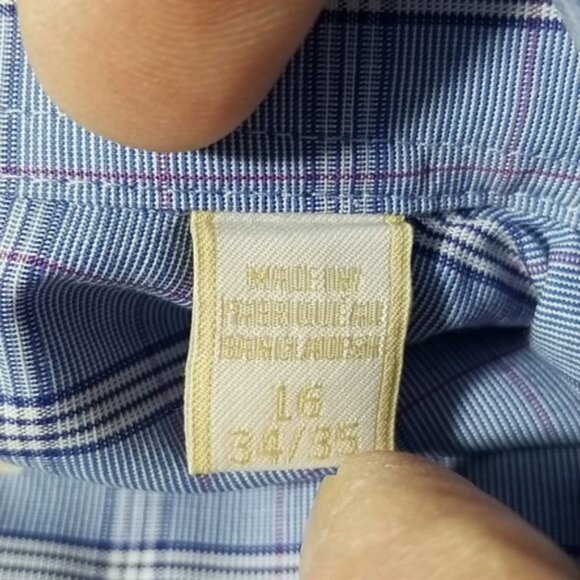 MADE IN/
FABRIQUÉ AU
BANGLADESH
16
34/35